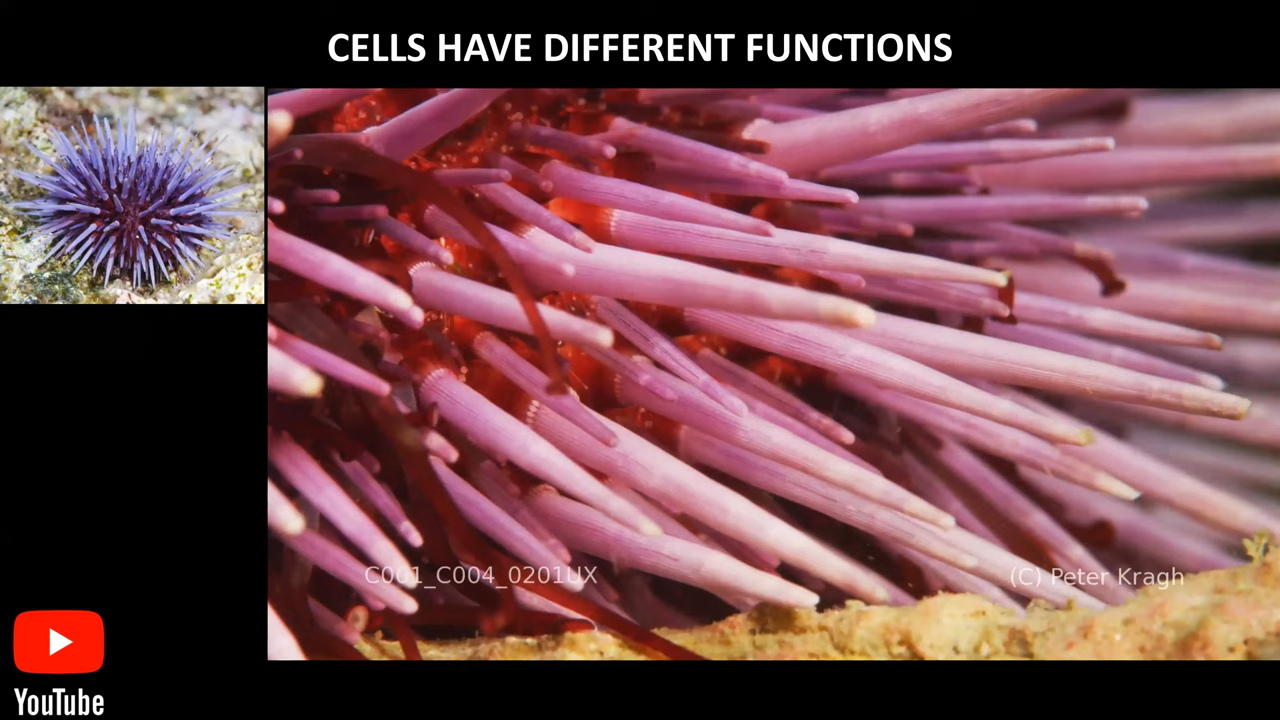 CELLS HAVE DIFFERENT FUNCTIONS
C001_C004_0201UX
(C) Peter Kragh
YouTube